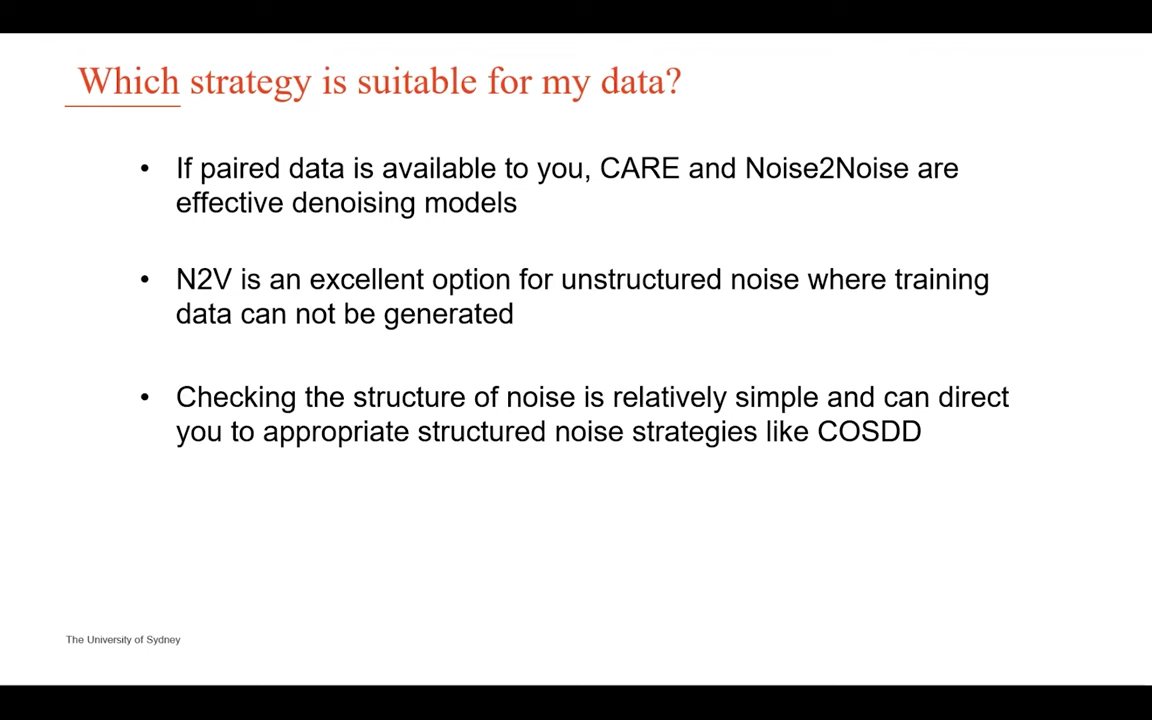 Which strategy is suitable for my data?
• If paired data is available to you, CARE and Noise2Noise are
effective denoising models
• N2V is an excellent option for unstructured noise where training
data can not be generated
• Checking the structure of noise is relatively simple and can direct
you to appropriate structured noise strategies like COSDD
The University of Sydney